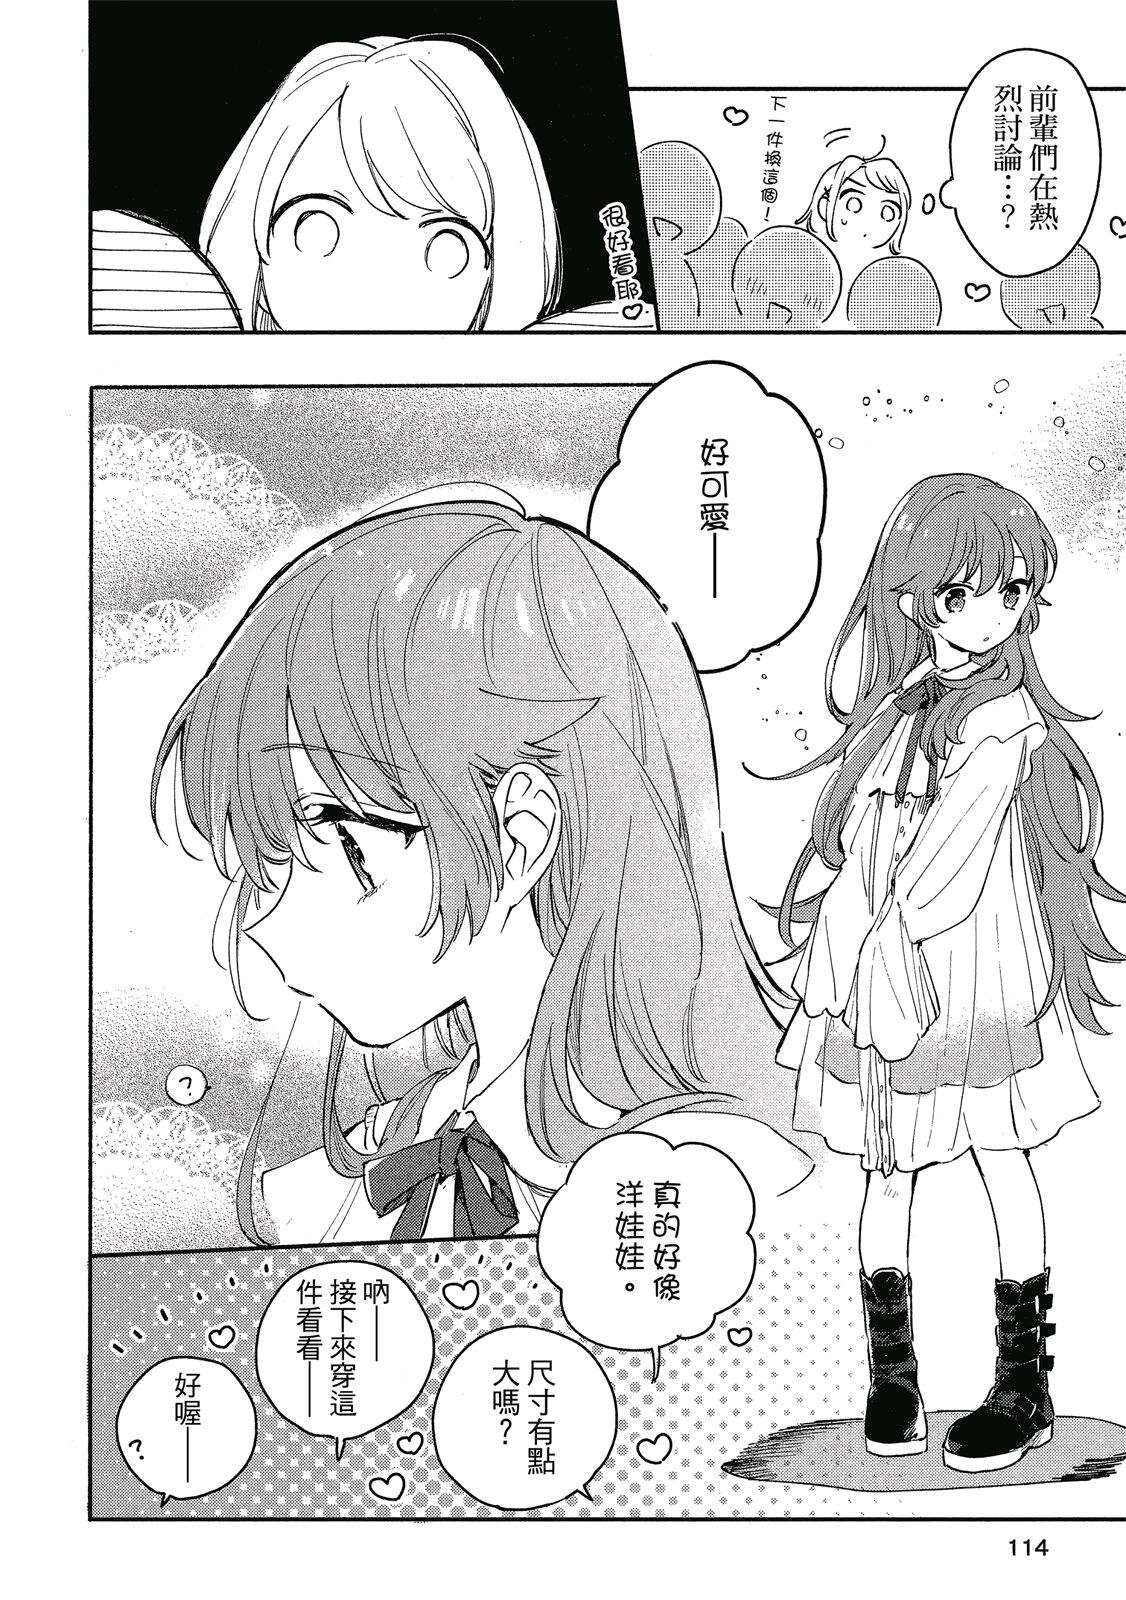 前輩們在熱
烈討論…？
下一件換這個！
很好看耶♡
好可愛──
真的好像
洋娃娃。
？
尺寸有點
大嗎？
吶──
接下來穿這
件看看──
好喔──
？
114